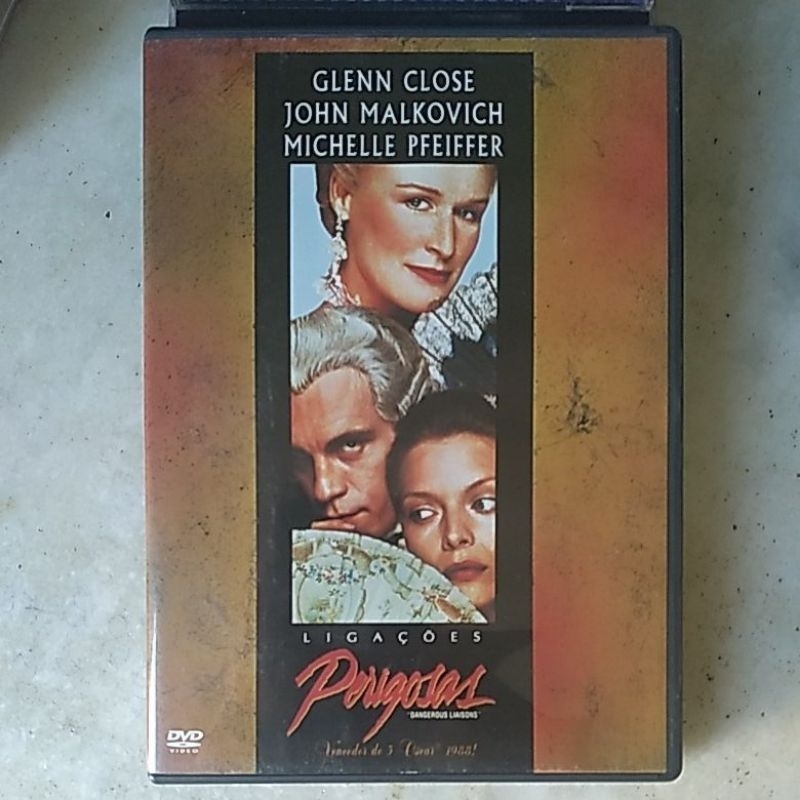 GLENN CLOSE
JOHN MALKOVICH
MICHELLE PFEIFFER
LIGAÇÕES
Perigosas
"DANGEROUS LIAISONS"
Vencedor de 3 "Oscar" 1988!
DVD
VIDEO